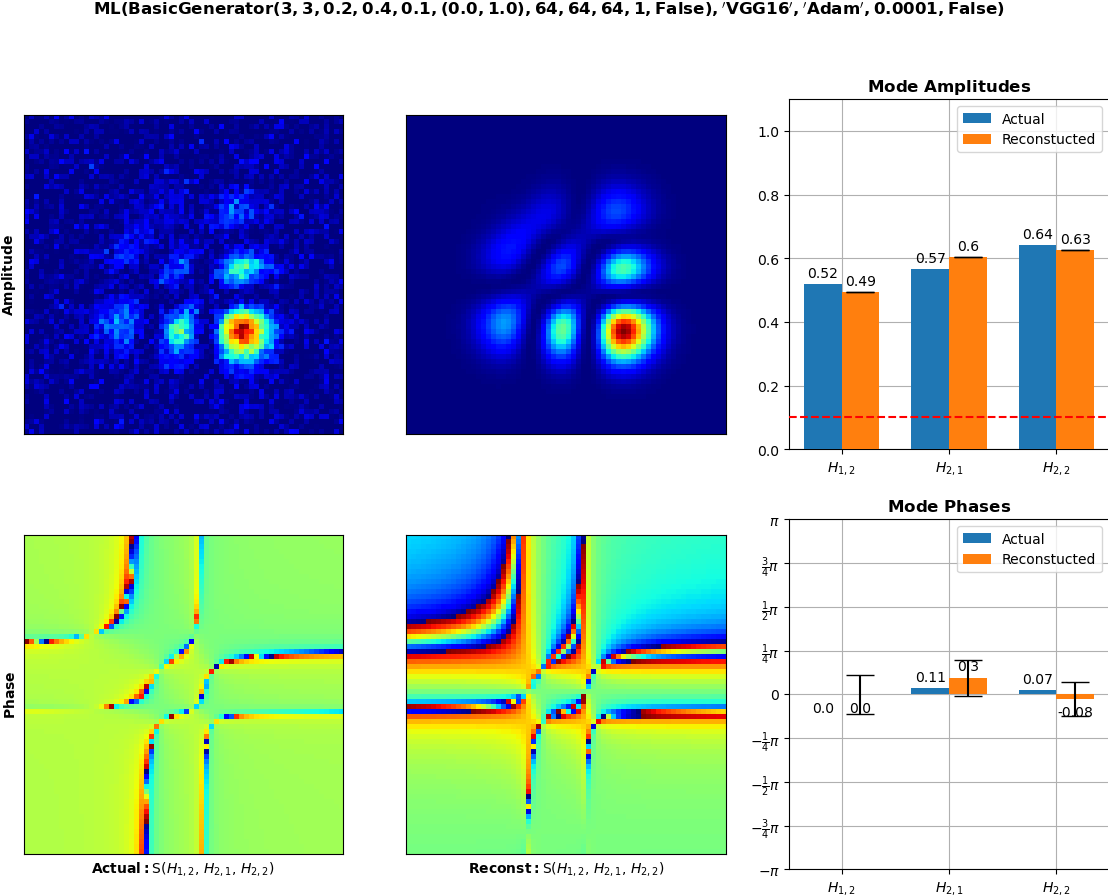 ML(BasicGenerator(3, 3, 0.2, 0.4, 0.1, (0.0, 1.0), 64, 64, 64, 1, False), ′VGG16′, ′Adam′, 0.0001, False)
Amplitude
Mode Amplitudes
Actual
Reconstucted
1.0
0.8
0.6
0.4
0.2
0.0
0.52
0.49
0.57
0.6
0.64
0.63
H1,2
H2,1
H2,2
Phase
Actual: S(H1,2, H2,1, H2,2)
Reconst: S(H1,2, H2,1, H2,2)
Mode Phases
Actual
Reconstucted
π
3/4π
1/2π
1/4π
0
−1/4π
−1/2π
−3/4π
−π
0.0
0.0
0.11
0.3
0.07
-0.08
H1,2
H2,1
H2,2